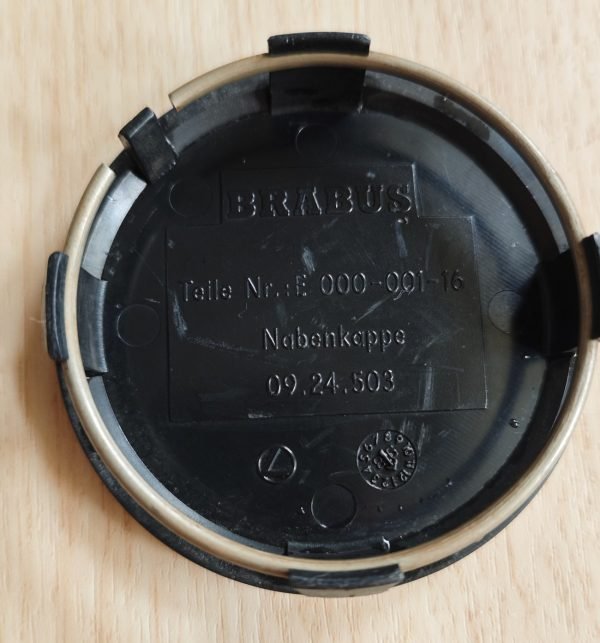 BRABUS
Teile Nr.:E 000-001-16
Nabenkappe
09.24.503